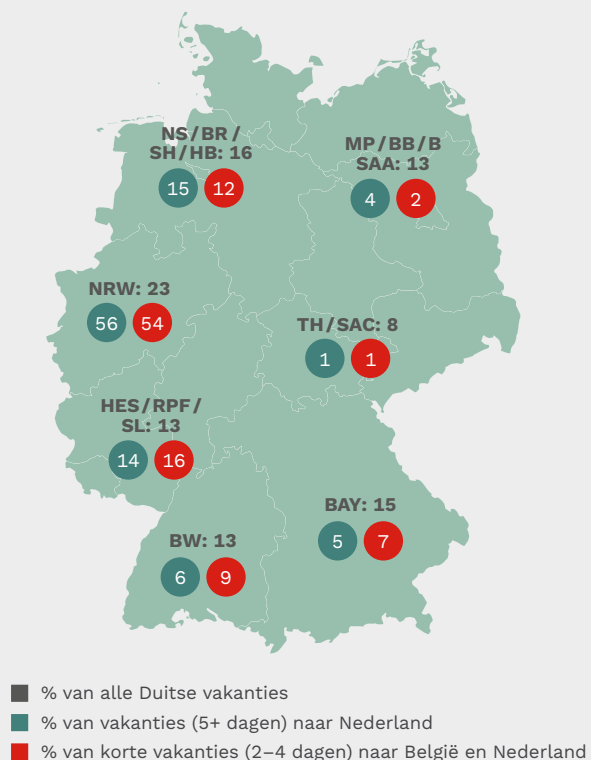 NS/BR/
SH/HB: 16
15 12
MP/BB/B
SAA: 13
4 2
NRW: 23
56 54
TH/SAC: 8
1 1
HES/RPF/
SL: 13
14 16
BAY: 15
5 7
BW: 13
6 9
% van alle Duitse vakanties
% van vakanties (5+ dagen) naar Nederland
% van korte vakanties (2–4 dagen) naar België en Nederland